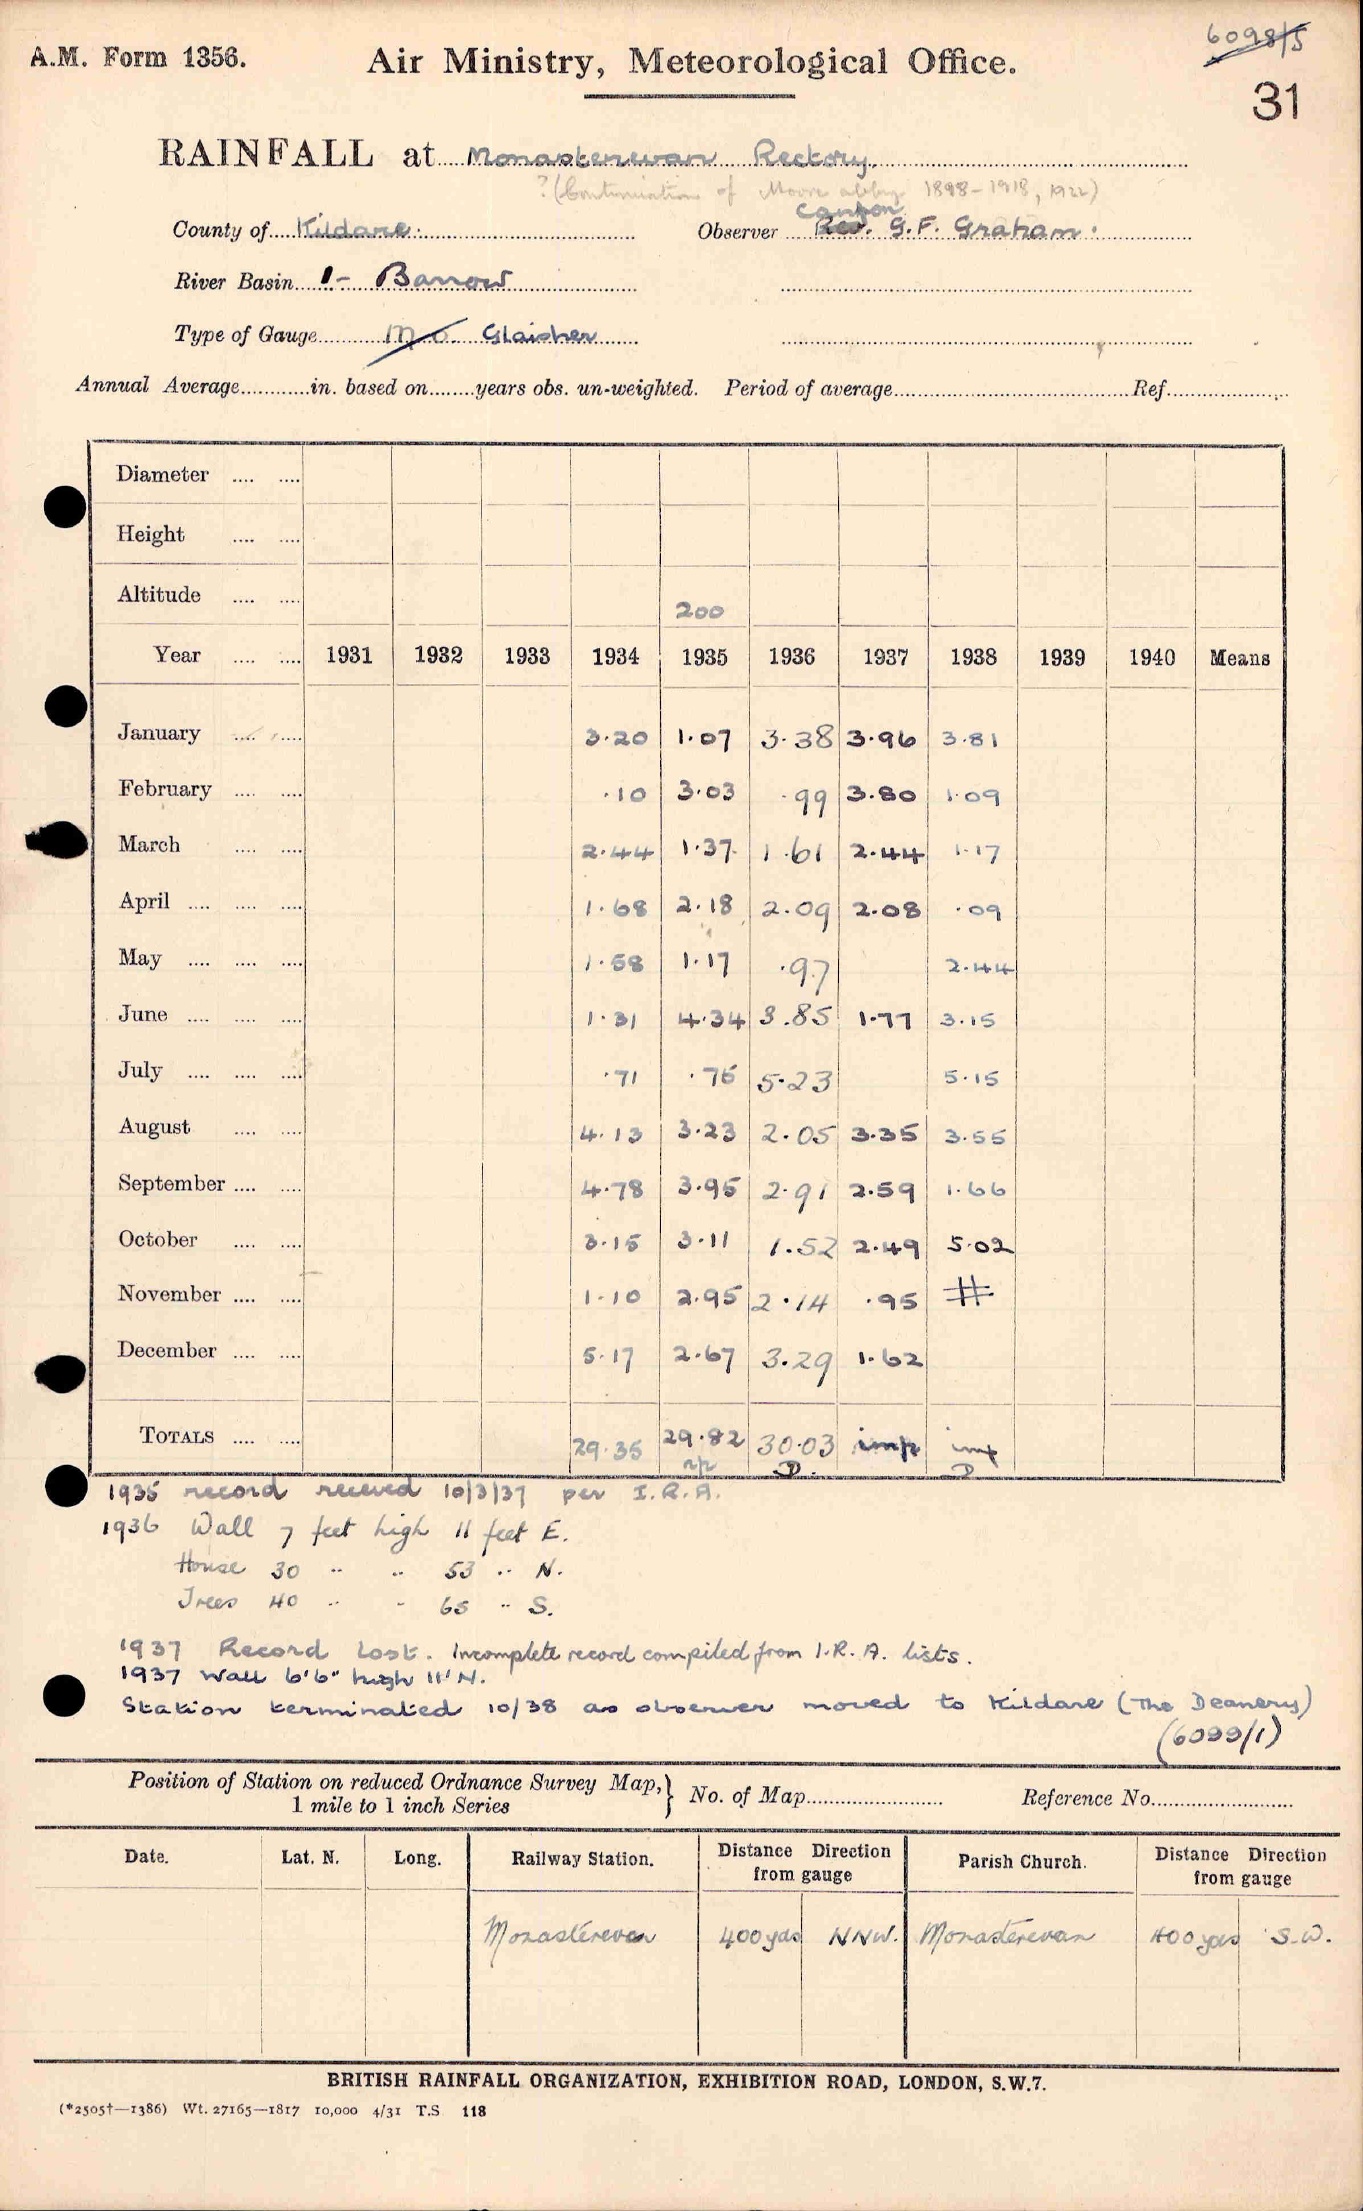 6098/5
A.M. Form 1356.
Air Ministry, Meteorological Office.
31
RAINFALL at Monasterevan Rectory.
?(Continuation of Moore abbey 1898-1918, 1922)
Canon
County of Kildare. Observer Rev. G.F. Graham.
River Basin 1- Barrow
Type of Gauge M.O. Glaisher
Annual Average in. based on years obs. un-weighted. Period of average Ref.
Diameter
Height
Altitude 200
Year 1931 1932 1933 1934 1935 1936 1937 1938 1939 1940 Means
January 3.20 1.07 3.38 3.96 3.81
February .10 3.03 .99 3.80 1.09
March 2.44 1.37 1.61 2.44 1.17
April 1.68 2.18 2.09 2.08 .09
May 1.58 1.17 .97 2.44
June 1.31 4.34 3.85 1.77 3.15
July .71 .75 5.23 5.15
August 4.13 3.23 2.05 3.35 3.55
September 4.78 3.95 2.91 2.59 1.66
October 3.15 3.11 1.52 2.49 5.02
November 1.10 2.95 2.14 .95 #
December 5.17 2.67 3.29 1.62
TOTALS 29.35 29.82 30.03 imp imp
np D. D
1935 record received 10/3/37 per I.R.A.
1936 Wall 7 feet high 11 feet E.
House 30 " " 53 " N.
Trees 40 " " 65 " S.
1937 Record Lost. Incomplete record compiled from I.R.A. lists.
1937 Wall 6'6" high 11' N.
Station terminated 10/38 as observer moved to Kildare (The Deanery)
(6099/1)
Position of Station on reduced Ordnance Survey Map, } No. of Map Reference No.
1 mile to 1 inch Series
Date. Lat. N. Long. Railway Station. Distance Direction from gauge Parish Church. Distance Direction from gauge
Monasterevan 400 yds NNW. Monasterevan 400 yds S.W.
BRITISH RAINFALL ORGANIZATION, EXHIBITION ROAD, LONDON, S.W.7.
(*2505†—1386) Wt. 27165—1817 10,000 4/31 T.S. 118